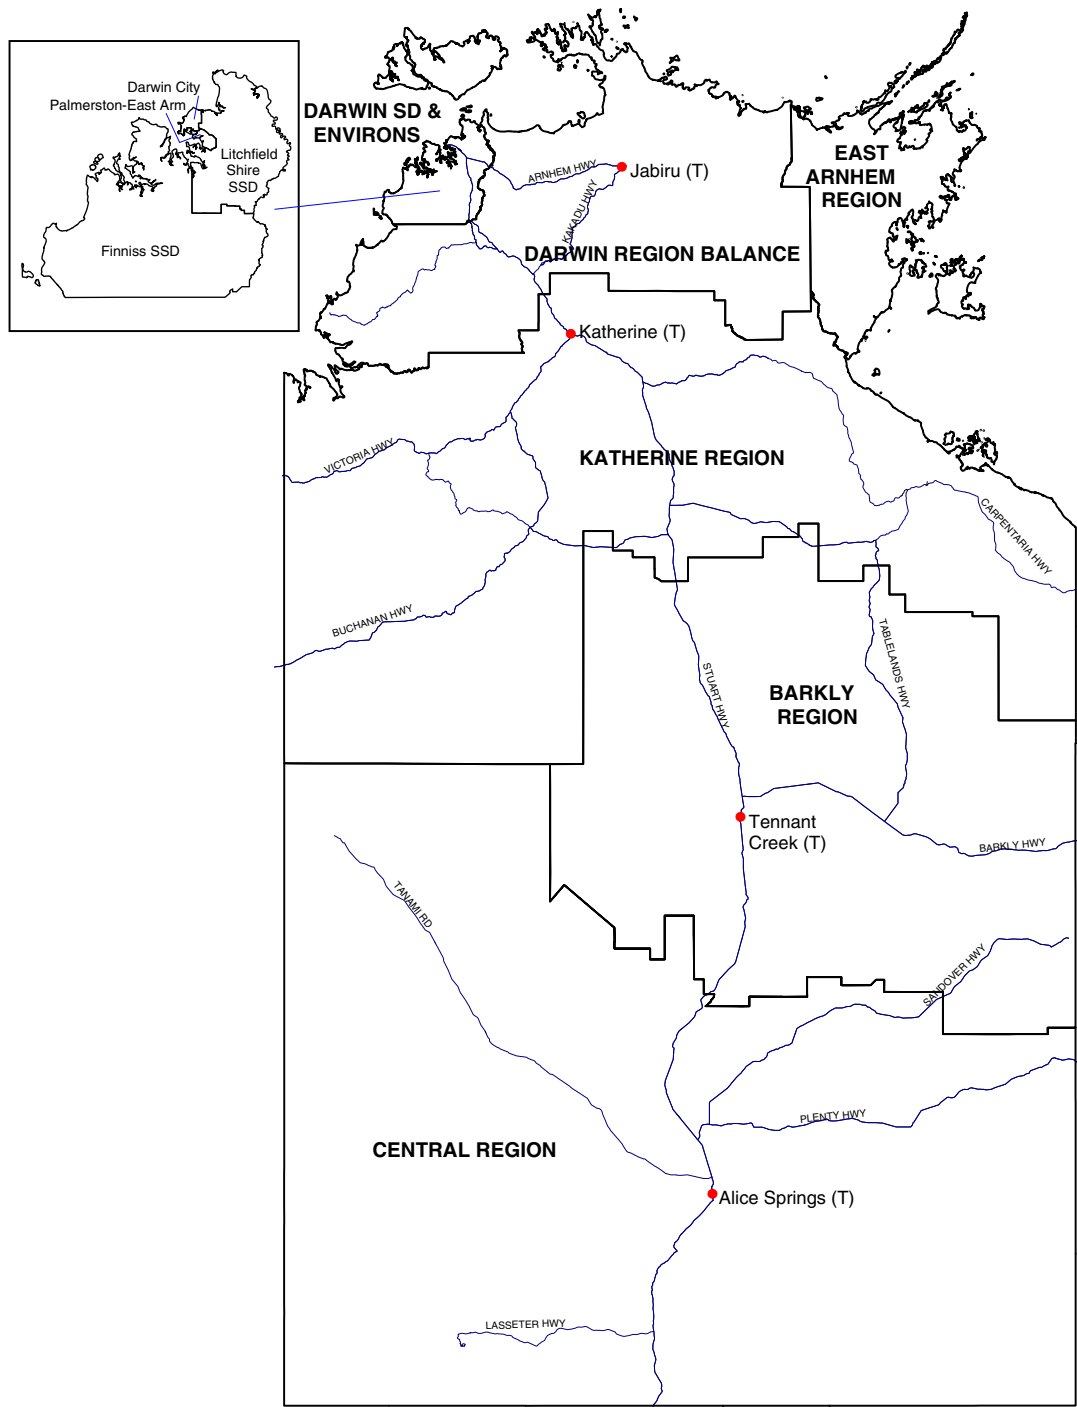 Darwin City
Palmerston-East Arm
Litchfield
Shire
SSD
Finniss SSD
DARWIN SD &
ENVIRONS
EAST
ARNHEM
REGION
ARNHEM HWY
Jabiru (T)
KAKADU HWY
DARWIN REGION BALANCE
Katherine (T)
VICTORIA HWY
KATHERINE REGION
CARPENTARIA HWY
BUCHANAN HWY
STUART HWY
TABLELANDS HWY
BARKLY
REGION
Tennant
Creek (T)
BARKLY HWY
TANAMI RD
SANDOVER HWY
PLENTY HWY
CENTRAL REGION
Alice Springs (T)
LASSETER HWY